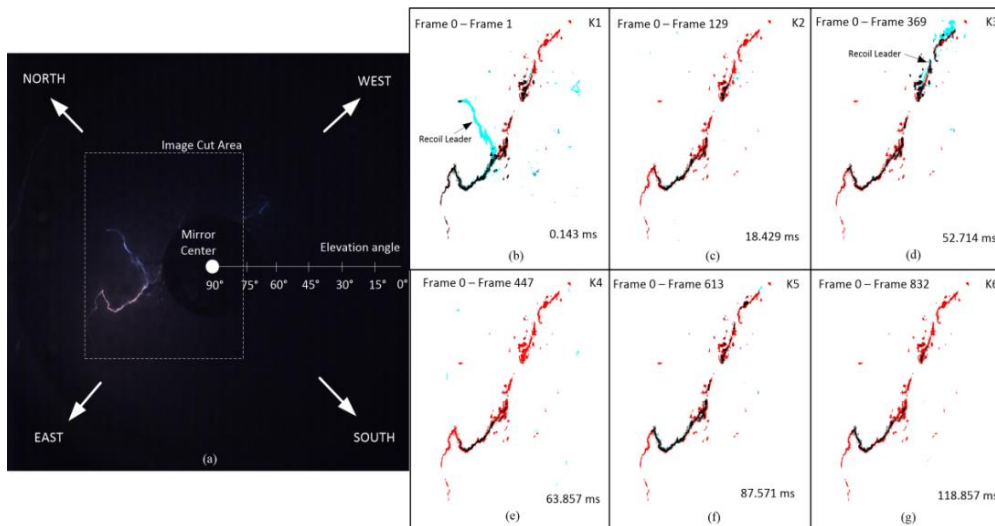 NORTH
WEST
Image Cut Area
Mirror
Center
Elevation angle
90° 75° 60° 45° 30° 15° 0°
EAST
SOUTH
(a)
Frame 0 – Frame 1 K1
Recoil Leader
0.143 ms
(b)
Frame 0 – Frame 129 K2
18.429 ms
(c)
Frame 0 – Frame 369 K3
Recoil Leader
52.714 ms
(d)
Frame 0 – Frame 447 K4
63.857 ms
(e)
Frame 0 – Frame 613 K5
87.571 ms
(f)
Frame 0 – Frame 832 K6
118.857 ms
(g)